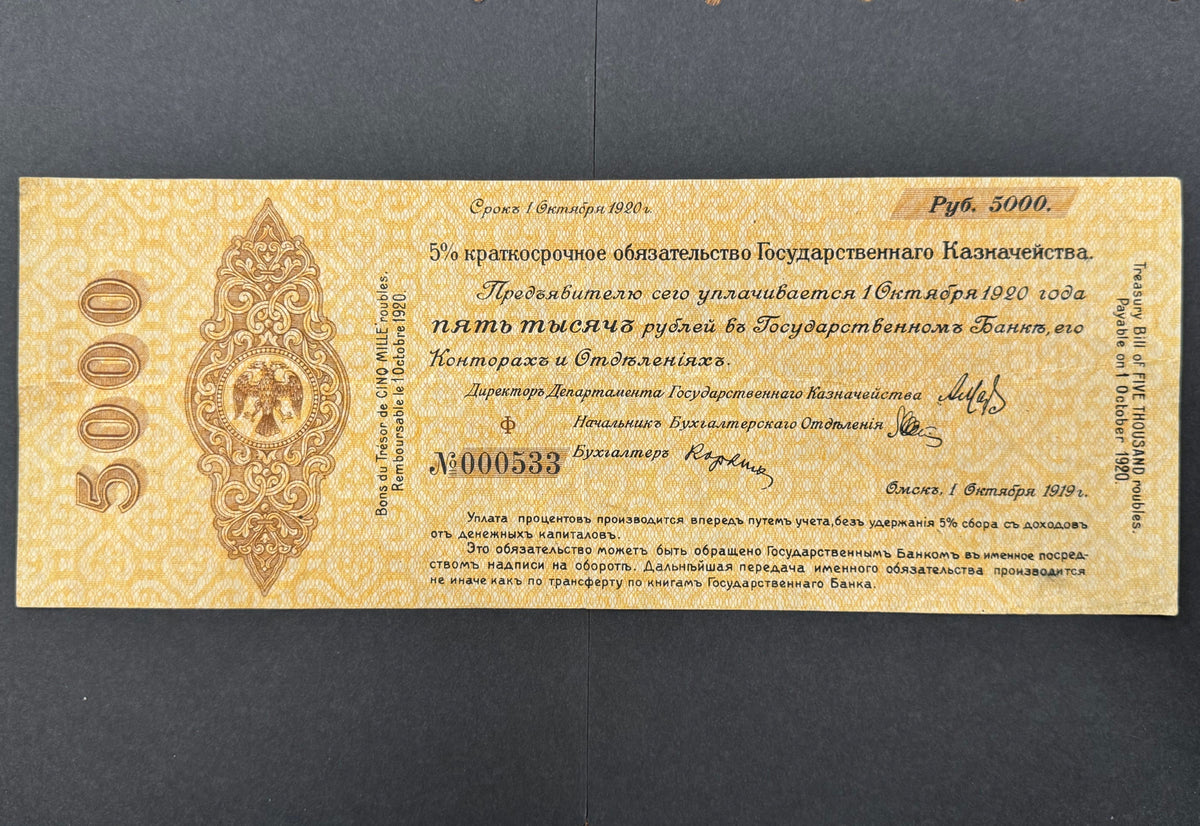 5000
Bons du Trésor de CINQ MILLE roubles.
Remboursable le 1 Octobre 1920.
Срокъ 1 Октября 1920 г.
Руб. 5000.
5% краткосрочное обязательство Государственнаго Казначейства.
Предъявителю сего уплачивается 1 Октября 1920 года
пять тысячъ рублей въ Государственномъ Банкѣ, его
Конторахъ и Отдѣленіяхъ.
Директоръ Департамента Государственнаго Казначейства
Ф
Начальникъ Бухгалтерскаго Отдѣленія
№000533
Бухгалтеръ
Омскъ, 1 Октября 1919 г.
Уплата процентовъ производится впередъ путемъ учета, безъ удержанія 5% сбора съ доходовъ
отъ денежныхъ капиталовъ.
Это обязательство можетъ быть обращено Государственнымъ Банкомъ въ именное посред-
ствомъ надписи на оборотѣ. Дальнѣйшая передача именного обязательства производится
не иначе какъ по трансферту по книгамъ Государственнаго Банка.
Treasury Bill of FIVE THOUSAND roubles.
Payable on 1 October 1920.